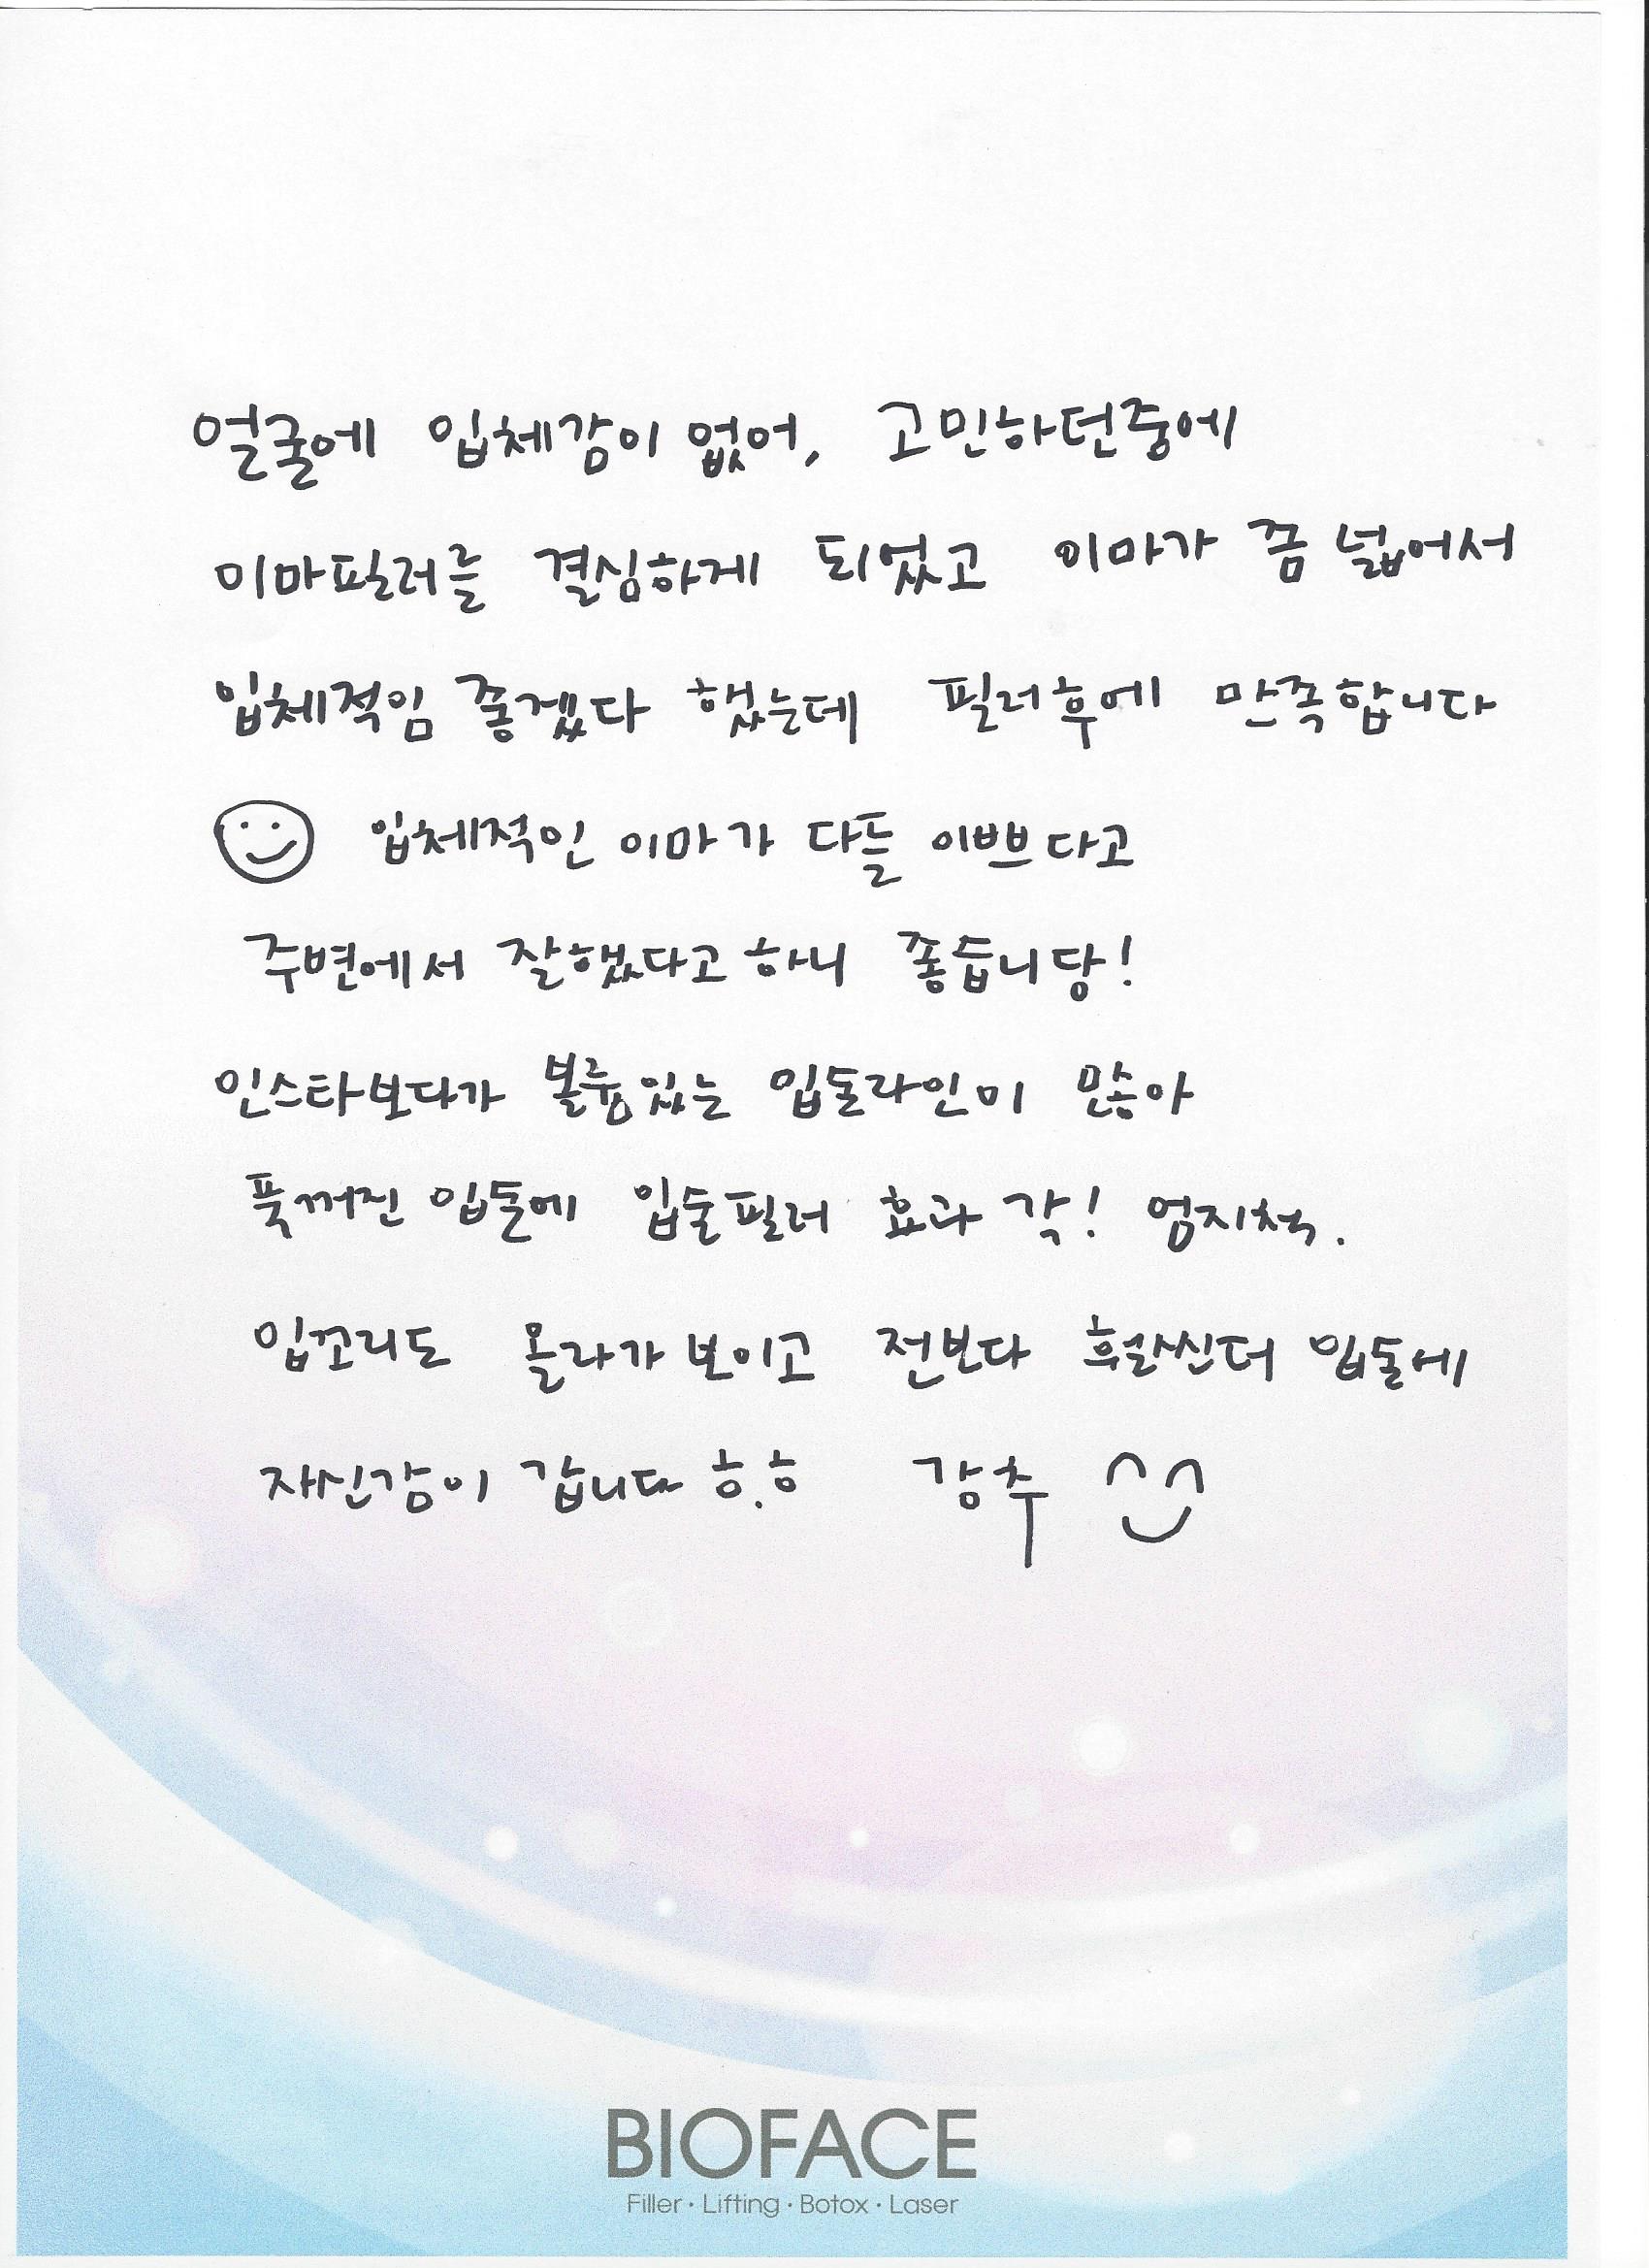 얼굴에 입체감이 없어, 고민하던중에
이마필러를 결심하게 되었고 이마가 쫌 넓어서
입체적임 좋겠다 했는데 필러후에 만족합니다
입체적인 이마가 다들 이쁘다고
주변에서 잘했다고 하니 좋습니당!
인스타보다가 볼륨있는 입술라인이 많아
푹꺼진 입술에 입술필러 효과 각! 엄지척.
입꼬리도 올라가 보이고 전보다 훨씬더 입술에
자신감이 갑니다 ㅎ.ㅎ 강추
BIOFACE
Filler · Lifting · Botox · Laser